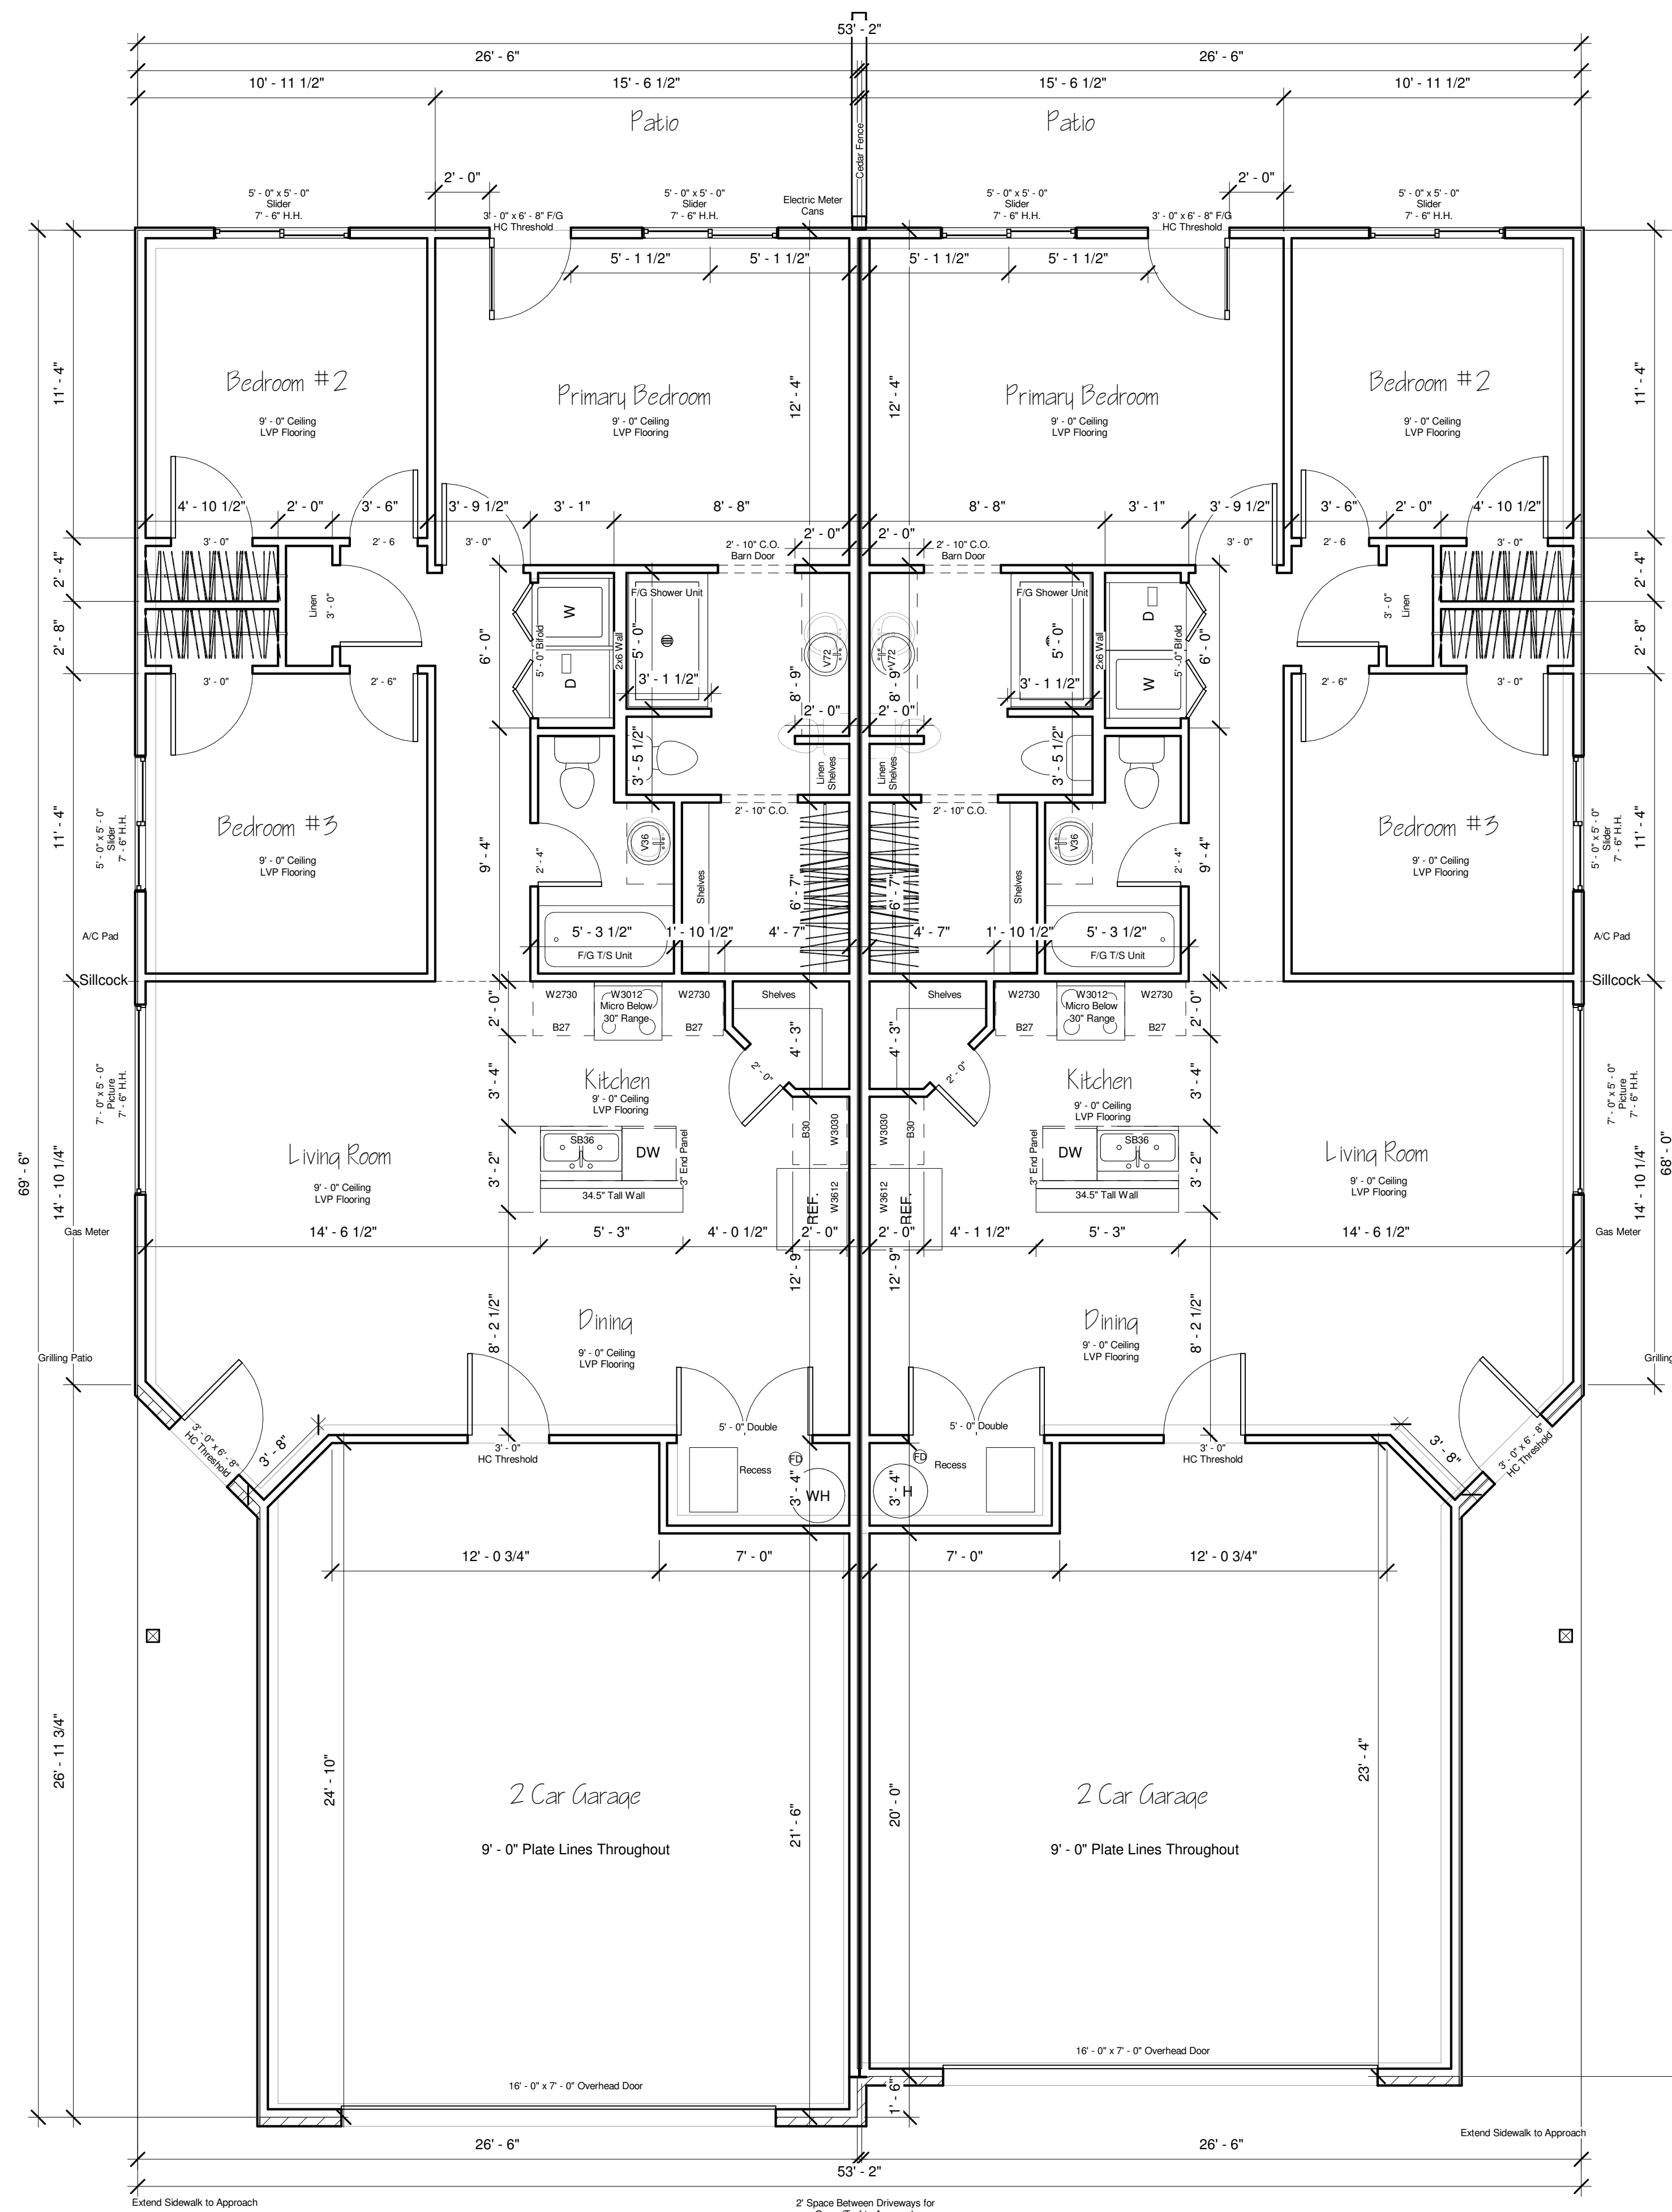 53' - 2"
26' - 6"
26' - 6"
10' - 11 1/2"
15' - 6 1/2"
15' - 6 1/2"
10' - 11 1/2"
Patio
Patio
Cedar Fence
2' - 0"
2' - 0"
5' - 0" x 5' - 0"
Slider
7' - 6" H.H.
3' - 0" x 6' - 8" F/G
HC Threshold
5' - 0" x 5' - 0"
Slider
7' - 6" H.H.
Electric Meter
Cans
5' - 0" x 5' - 0"
Slider
7' - 6" H.H.
3' - 0" x 6' - 8" F/G
HC Threshold
5' - 0" x 5' - 0"
Slider
7' - 6" H.H.
5' - 1 1/2"
5' - 1 1/2"
5' - 1 1/2"
5' - 1 1/2"
11' - 4"
Bedroom #2
9' - 0" Ceiling
LVP Flooring
Primary Bedroom
9' - 0" Ceiling
LVP Flooring
12' - 4"
12' - 4"
Primary Bedroom
9' - 0" Ceiling
LVP Flooring
Bedroom #2
9' - 0" Ceiling
LVP Flooring
11' - 4"
4' - 10 1/2"
2' - 0"
3' - 6"
3' - 9 1/2"
3' - 1"
8' - 8"
8' - 8"
3' - 1"
3' - 9 1/2"
3' - 6"
2' - 0"
4' - 10 1/2"
2' - 0"
2' - 0"
3' - 0"
2' - 6
3' - 0"
2' - 10" C.O.
Barn Door
2' - 10" C.O.
Barn Door
3' - 0"
2' - 6
3' - 0"
2' - 4"
2' - 8"
Linen
3' - 0"
6' - 0"
5' - 0" Bifold
W
D
2x6 Wall
F/G Shower Unit
5' - 0"
3' - 1 1/2"
8' - 9"
V72
2' - 0"
V72
8' - 9"
2' - 0"
F/G Shower Unit
5' - 0"
3' - 1 1/2"
2x6 Wall
D
W
5' - 0" Bifold
6' - 0"
3' - 0"
Linen
2' - 4"
2' - 8"
3' - 0"
2' - 6"
2' - 6"
3' - 0"
3' - 5 1/2"
Linen
Shelves
Linen
Shelves
3' - 5 1/2"
2' - 10" C.O.
2' - 10" C.O.
5' - 0" x 5' - 0"
Slider
7' - 6" H.H.
11' - 4"
Bedroom #3
9' - 0" Ceiling
LVP Flooring
9' - 4"
2' - 4"
V36
Shelves
6' - 7"
6' - 7"
Shelves
V36
2' - 4"
9' - 4"
Bedroom #3
9' - 0" Ceiling
LVP Flooring
5' - 0" x 5' - 0"
Slider
7' - 6" H.H.
11' - 4"
A/C Pad
5' - 3 1/2"
1' - 10 1/2"
4' - 7"
4' - 7"
1' - 10 1/2"
5' - 3 1/2"
A/C Pad
F/G T/S Unit
F/G T/S Unit
Sillcock
Sillcock
2' - 0"
W2730
W3012
Micro Below
30" Range
W2730
B27
B27
Shelves
Shelves
W2730
W3012
Micro Below
30" Range
W2730
B27
B27
2' - 0"
4' - 3"
4' - 3"
2' - 0"
2' - 0"
7' - 0" x 5' - 0"
Picture
7' - 6" H.H.
3' - 4"
Kitchen
9' - 0" Ceiling
LVP Flooring
Kitchen
9' - 0" Ceiling
LVP Flooring
3' - 4"
7' - 0" x 5' - 0"
Picture
7' - 6" H.H.
B30
W3030
W3030
B30
69' - 6"
14' - 10 1/4"
Living Room
9' - 0" Ceiling
LVP Flooring
3' - 2"
SB36
DW
3" End Panel
34.5" Tall Wall
REF.
W3612
W3612
REF.
3" End Panel
DW
SB36
34.5" Tall Wall
3' - 2"
Living Room
9' - 0" Ceiling
LVP Flooring
14' - 10 1/4"
68' - 0"
Gas Meter
14' - 6 1/2"
5' - 3"
4' - 0 1/2"
2' - 0"
2' - 0"
4' - 1 1/2"
5' - 3"
14' - 6 1/2"
Gas Meter
12' - 9"
12' - 9"
8' - 2 1/2"
Dining
9' - 0" Ceiling
LVP Flooring
Dining
9' - 0" Ceiling
LVP Flooring
8' - 2 1/2"
Grilling Patio
Grilling
3' - 0" x 6' - 8"
HC Threshold
3' - 8"
3' - 0"
HC Threshold
5' - 0" Double
5' - 0" Double
3' - 0"
HC Threshold
3' - 8"
3' - 0" x 6' - 8"
HC Threshold
Recess
FD
WH
3' - 4"
3' - 4"
FD
H
Recess
12' - 0 3/4"
7' - 0"
7' - 0"
12' - 0 3/4"
26' - 11 3/4"
24' - 10"
2 Car Garage
9' - 0" Plate Lines Throughout
21' - 6"
20' - 0"
2 Car Garage
9' - 0" Plate Lines Throughout
23' - 4"
16' - 0" x 7' - 0" Overhead Door
16' - 0" x 7' - 0" Overhead Door
1' - 6"
Extend Sidewalk to Approach
26' - 6"
26' - 6"
53' - 2"
Extend Sidewalk to Approach
2' Space Between Driveways for